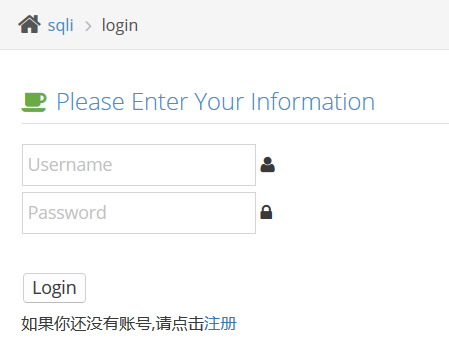 sqli > login
Please Enter Your Information
Username
Password
Login
如果你还没有账号,请点击注册